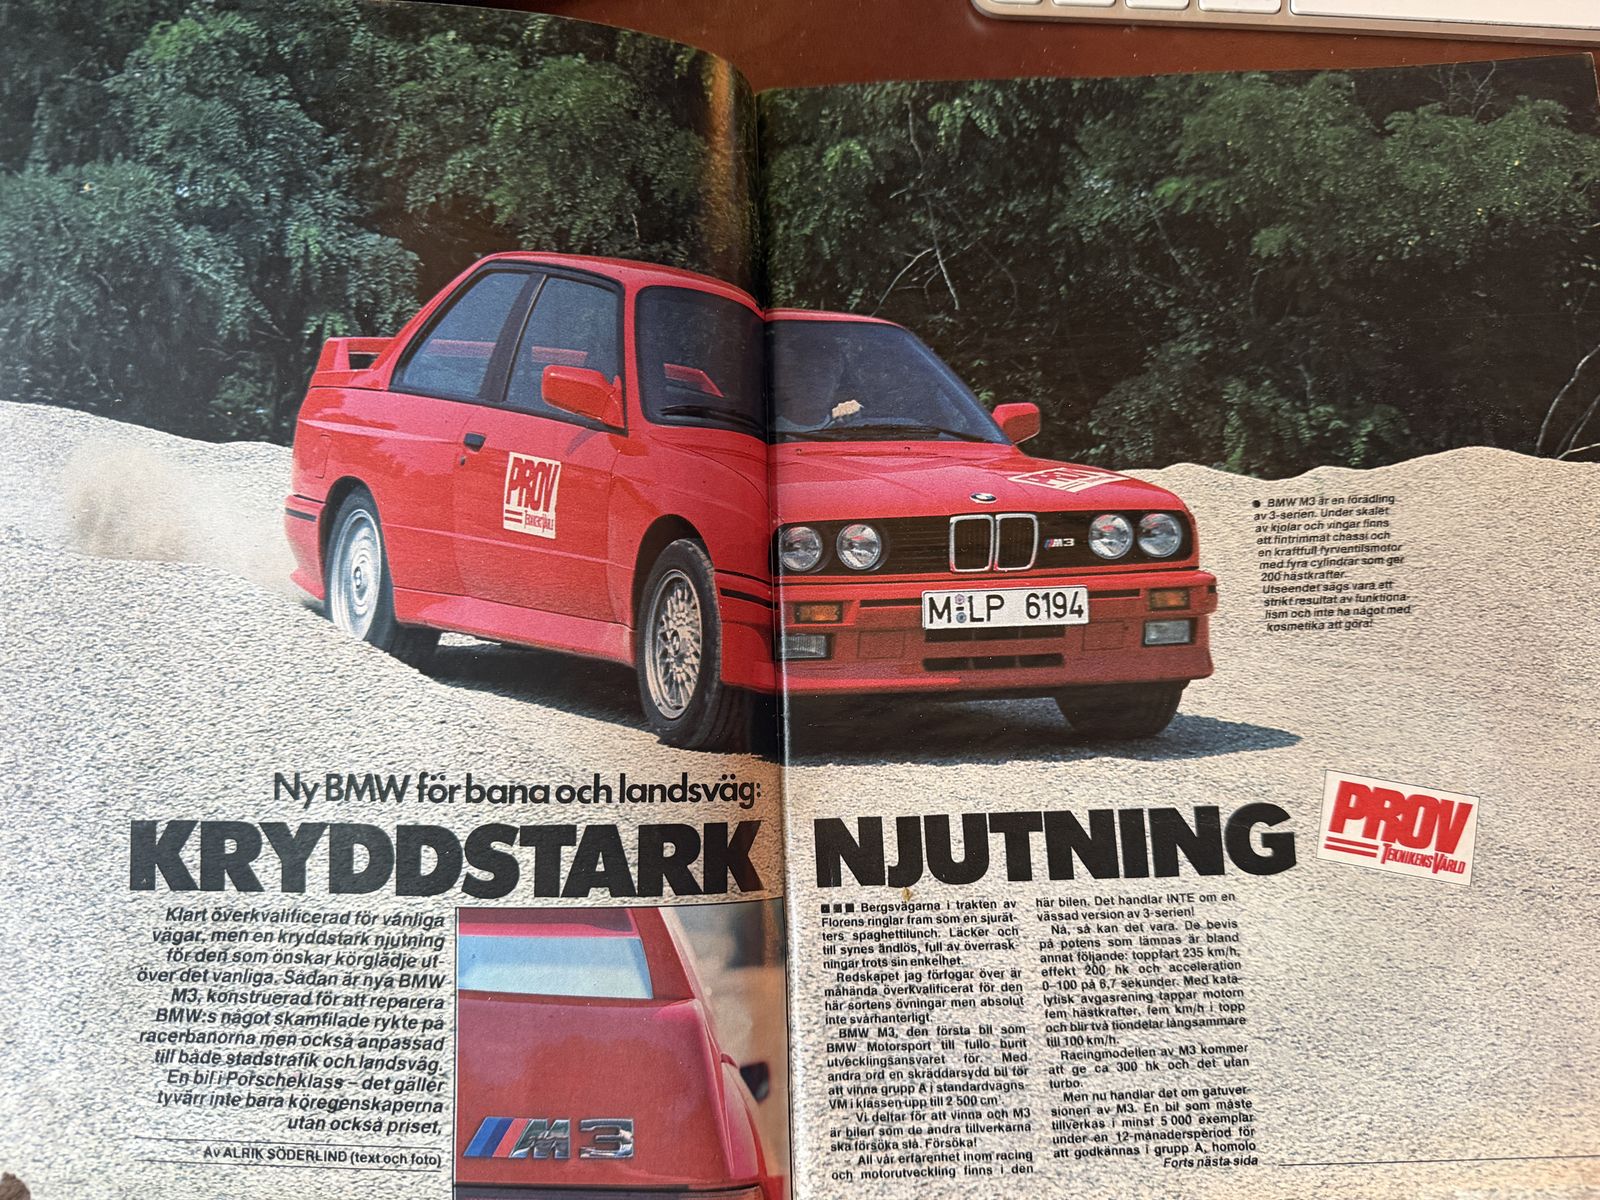 PROV
TEKNIKENS VÄRLD
M3
M LP 6194
● BMW M3 är en förädling
av 3-serien. Under skalet
av kjolar och vingar finns
ett fintrimmat chassi och
en kraftfull fyrventilsmotor
med fyra cylindrar som ger
200 hästkrafter.
Utseendet sägs vara ett
strikt resultat av funktiona-
lism och inte ha något med
kosmetika att göra!
Ny BMW för bana och landsväg:
KRYDDSTARK NJUTNING
PROV
TEKNIKENS VÄRLD
Klart överkvalificerad för vanliga
vägar, men en kryddstark njutning
för den som önskar körglädje ut-
över det vanliga. Sådan är nya BMW
M3, konstruerad för att reparera
BMW:s något skamfilade rykte på
racerbanorna men också anpassad
till både stadstrafik och landsväg.
En bil i Porscheklass – det gäller
tyvärr inte bara köregenskaperna
utan också priset.
Av ALRIK SÖDERLIND (text och foto)
M3
■■■ Bergsvägarna i trakten av
Florens ringlar fram som en sjurät-
ters spaghettilunch. Läcker och
till synes ändlös, full av överrask-
ningar trots sin enkelhet.
Redskapet jag förfogar över är
måhända överkvalificerat för den
här sortens övningar men absolut
inte svårhanterligt.
BMW M3, den första bil som
BMW Motorsport till fullo burit
utvecklingsansvaret för. Med
andra ord en skräddarsydd bil för
att vinna grupp A i standardvagns-
VM i klassen upp till 2 500 cm³.
– Vi deltar för att vinna och M3
är bilen som de andra tillverkarna
ska försöka slå. Försöka!
– All vår erfarenhet inom racing
och motorutveckling finns i den
här bilen. Det handlar INTE om en
vässad version av 3-serien!
Nå, så kan det vara. De bevis
på potens som lämnas är bland
annat följande: toppfart 235 km/h,
effekt 200 hk och acceleration
0–100 på 6,7 sekunder. Med kata-
lytisk avgasrening tappar motorn
fem hästkrafter, fem km/h i topp
och blir två tiondelar långsammare
till 100 km/h.
Racingmodellen av M3 kommer
att ge ca 300 hk och det utan
turbo.
Men nu handlar det om gatuver-
sionen av M3. En bil som måste
tillverkas i minst 5 000 exemplar
under en 12-månadersperiod för
att godkännas i grupp A, homolo
Forts nästa sida